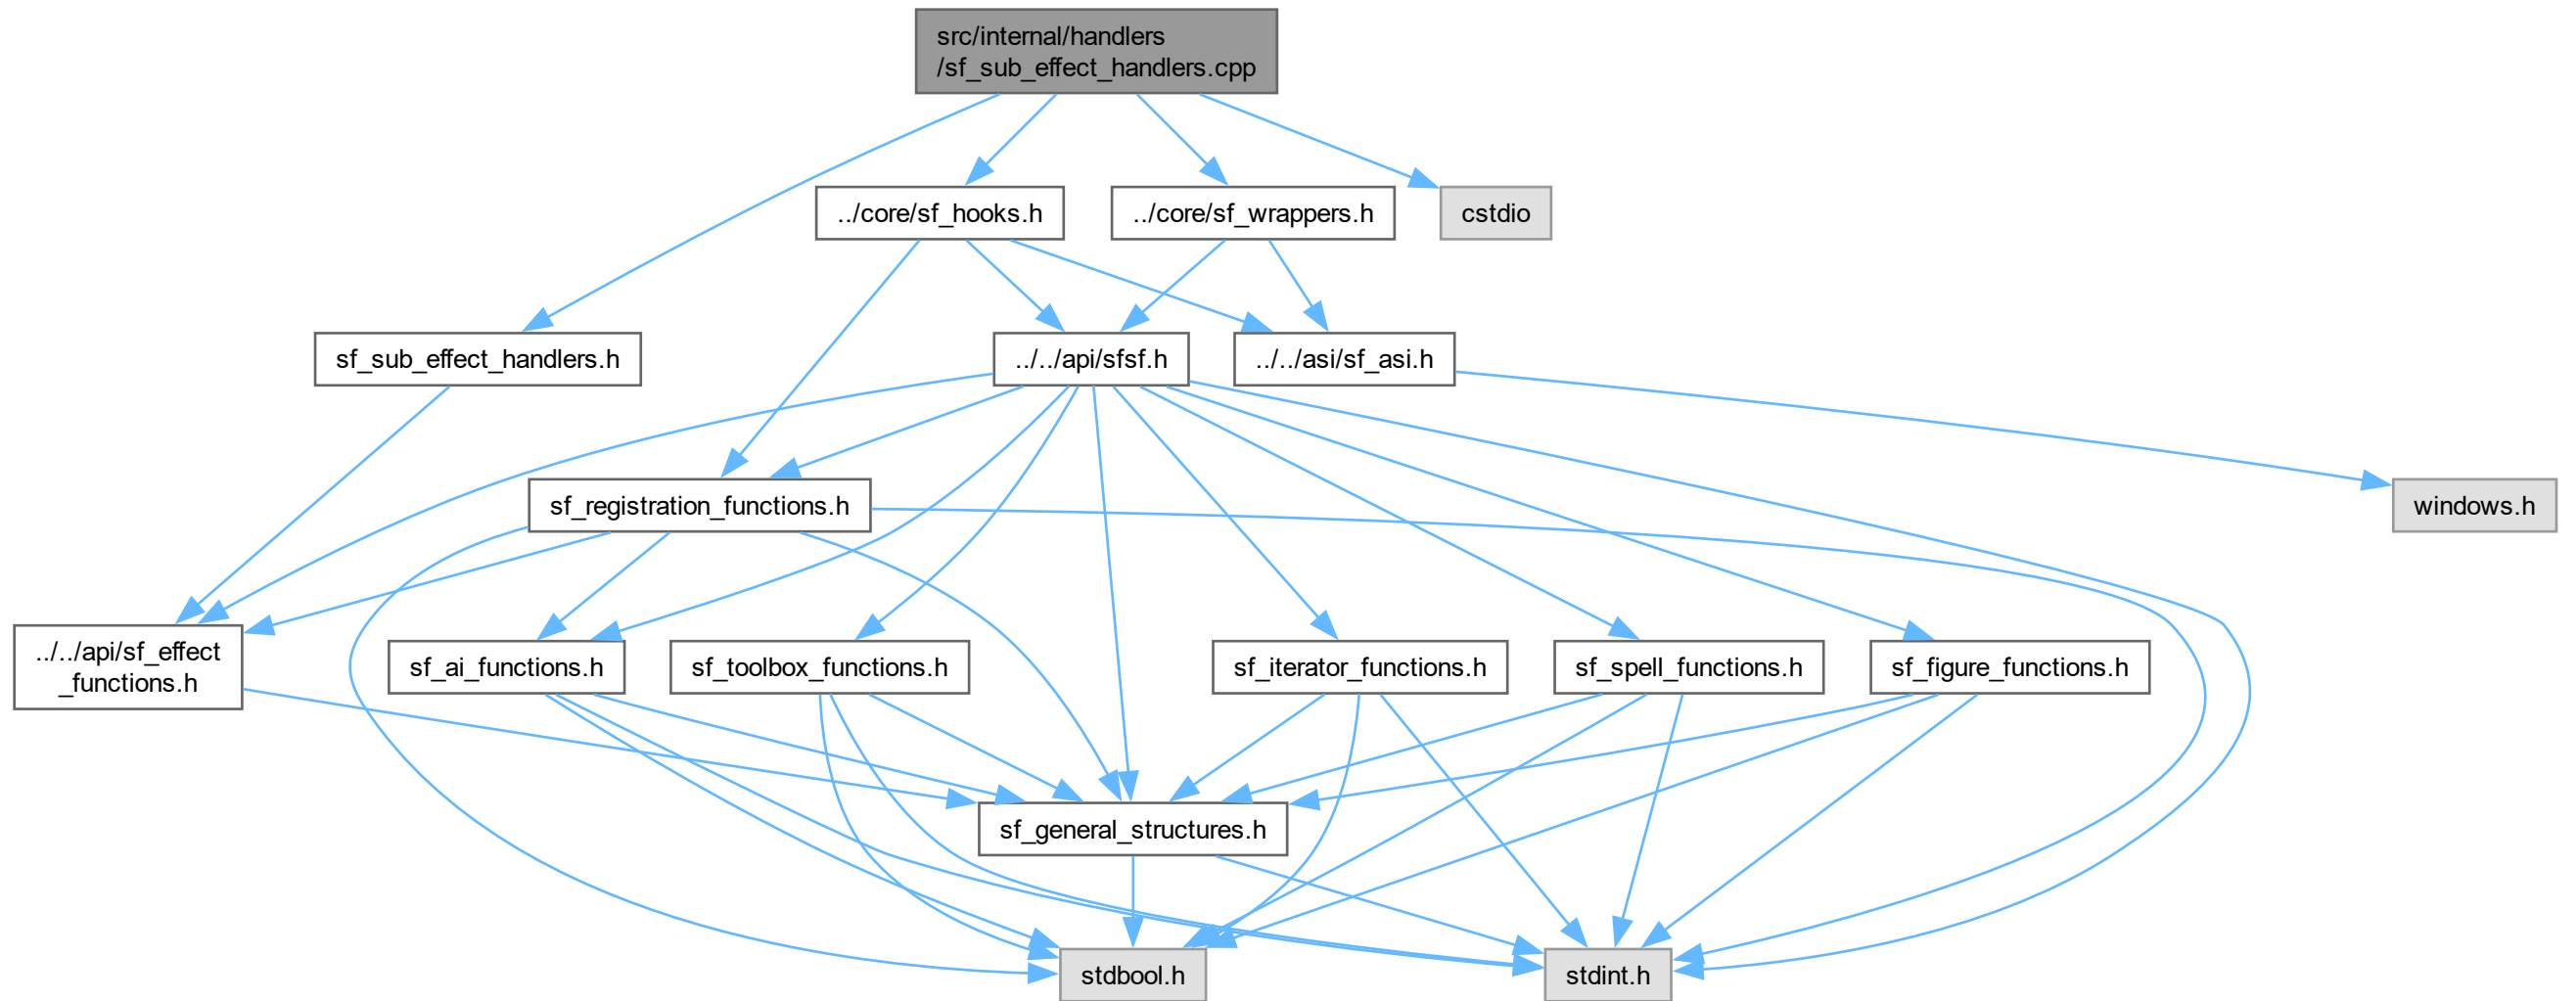 src/internal/handlers
/sf_sub_effect_handlers.cpp
../core/sf_hooks.h
../core/sf_wrappers.h
cstdio
sf_sub_effect_handlers.h
../../api/sfsf.h
../../asi/sf_asi.h
sf_registration_functions.h
windows.h
../../api/sf_effect
_functions.h
sf_ai_functions.h
sf_toolbox_functions.h
sf_iterator_functions.h
sf_spell_functions.h
sf_figure_functions.h
sf_general_structures.h
stdbool.h
stdint.h